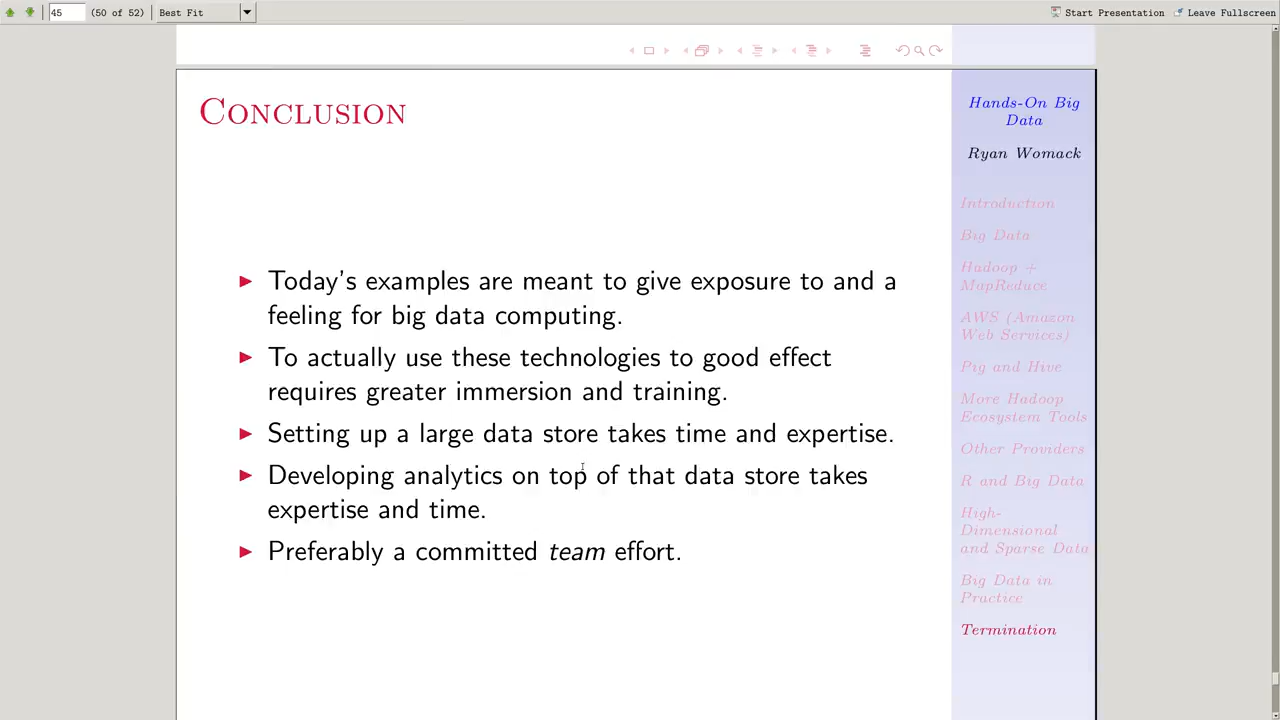 45 (50 of 52) Best Fit Start Presentation Leave Fullscreen
Conclusion
Today's examples are meant to give exposure to and a
feeling for big data computing.
To actually use these technologies to good effect
requires greater immersion and training.
Setting up a large data store takes time and expertise.
Developing analytics on top of that data store takes
expertise and time.
Preferably a committed team effort.
Hands-On Big
Data
Ryan Womack
Introduction
Big Data
Hadoop +
MapReduce
AWS (Amazon
Web Services)
Pig and Hive
More Hadoop
Ecosystem Tools
Other Providers
R and Big Data
High-
Dimensional
and Sparse Data
Big Data in
Practice
Termination